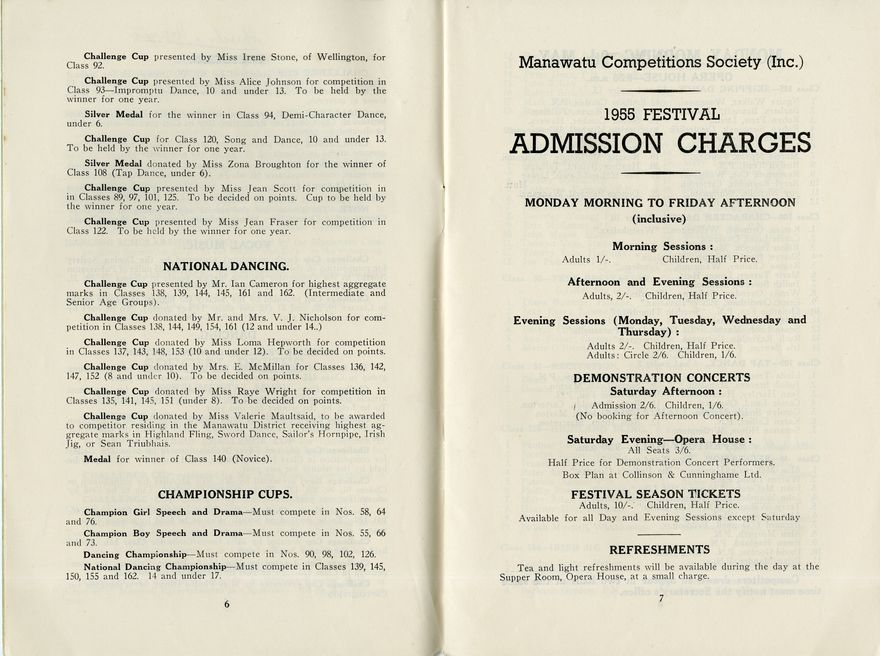 Challenge Cup presented by Miss Irene Stone, of Wellington, for
Class 92.
Challenge Cup presented by Miss Alice Johnson for competition in
Class 93—Impromptu Dance, 10 and under 13. To be held by the
winner for one year.
Silver Medal for the winner in Class 94, Demi-Character Dance,
under 6.
Challenge Cup for Class 120, Song and Dance, 10 and under 13.
To be held by the winner for one year.
Silver Medal donated by Miss Zona Broughton for the winner of
Class 108 (Tap Dance, under 6).
Challenge Cup presented by Miss Jean Scott for competition in
in Classes 89, 97, 101, 125. To be decided on points. Cup to be held by
the winner for one year.
Challenge Cup presented by Miss Jean Fraser for competition in
Class 122. To be held by the winner for one year.
NATIONAL DANCING.
Challenge Cup presented by Mr. Ian Cameron for highest aggregate
marks in Classes 138, 139, 144, 145, 161 and 162. (Intermediate and
Senior Age Groups).
Challenge Cup donated by Mr. and Mrs. V. J. Nicholson for com-
petition in Classes 138, 144, 149, 154, 161 (12 and under 14..)
Challenge Cup donated by Miss Loma Hepworth for competition
in Classes 137, 143, 148, 153 (10 and under 12). To be decided on points.
Challenge Cup donated by Mrs. E. McMillan for Classes 136, 142,
147, 152 (8 and under 10). To be decided on points.
Challenge Cup donated by Miss Raye Wright for competition in
Classes 135, 141, 145, 151 (under 8). To be decided on points.
Challenge Cup donated by Miss Valerie Maultsaid, to be awarded
to competitor residing in the Manawatu District receiving highest ag-
gregate marks in Highland Fling, Sword Dance, Sailor's Hornpipe, Irish
Jig, or Sean Triubhais.
Medal for winner of Class 140 (Novice).
CHAMPIONSHIP CUPS.
Champion Girl Speech and Drama—Must compete in Nos. 58, 64
and 76.
Champion Boy Speech and Drama—Must compete in Nos. 55, 66
and 73.
Dancing Championship—Must compete in Nos. 90, 98, 102, 126.
National Dancing Championship—Must compete in Classes 139, 145,
150, 155 and 162. 14 and under 17.
6
Manawatu Competitions Society (Inc.)
1955 FESTIVAL
ADMISSION CHARGES
MONDAY MORNING TO FRIDAY AFTERNOON
(inclusive)
Morning Sessions :
Adults 1/-. Children, Half Price.
Afternoon and Evening Sessions :
Adults, 2/-. Children, Half Price.
Evening Sessions (Monday, Tuesday, Wednesday and
Thursday) :
Adults 2/-. Children, Half Price.
Adults: Circle 2/6. Children, 1/6.
DEMONSTRATION CONCERTS
Saturday Afternoon :
Admission 2/6. Children, 1/6.
(No booking for Afternoon Concert).
Saturday Evening—Opera House :
All Seats 3/6.
Half Price for Demonstration Concert Performers.
Box Plan at Collinson & Cunninghame Ltd.
FESTIVAL SEASON TICKETS
Adults, 10/-. Children, Half Price.
Available for all Day and Evening Sessions except Saturday
REFRESHMENTS
Tea and light refreshments will be available during the day at the
Supper Room, Opera House, at a small charge.
7